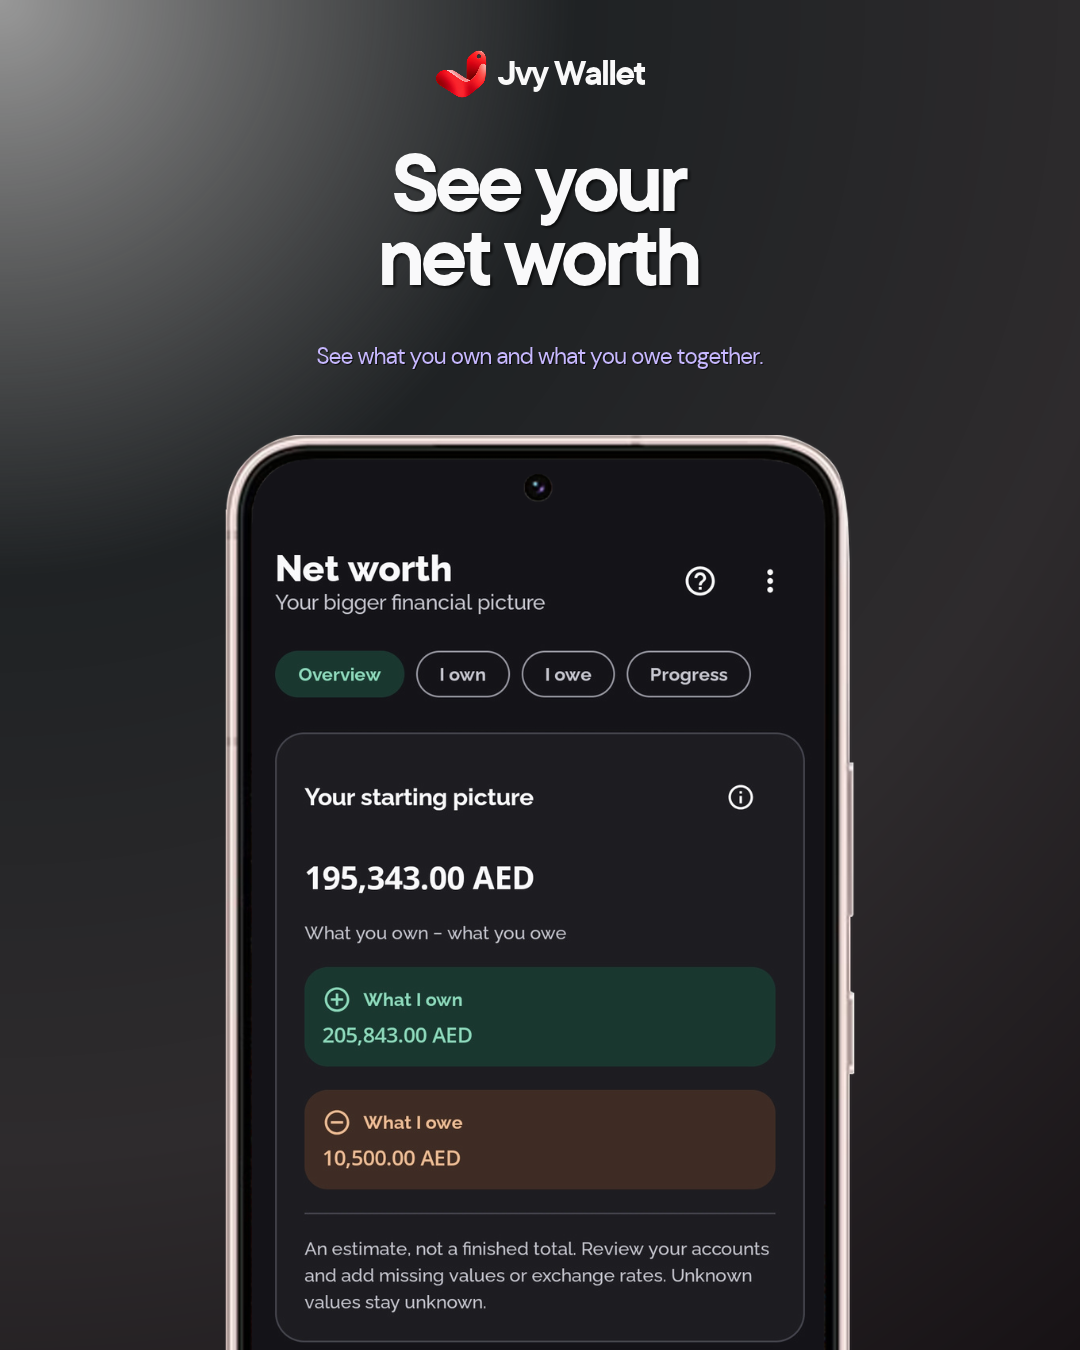 Jvy Wallet
See your
net worth
See what you own and what you owe together.
Net worth
Your bigger financial picture
Overview
I own
I owe
Progress
Your starting picture
195,343.00 AED
What you own – what you owe
What I own
205,843.00 AED
What I owe
10,500.00 AED
An estimate, not a finished total. Review your accounts
and add missing values or exchange rates. Unknown
values stay unknown.